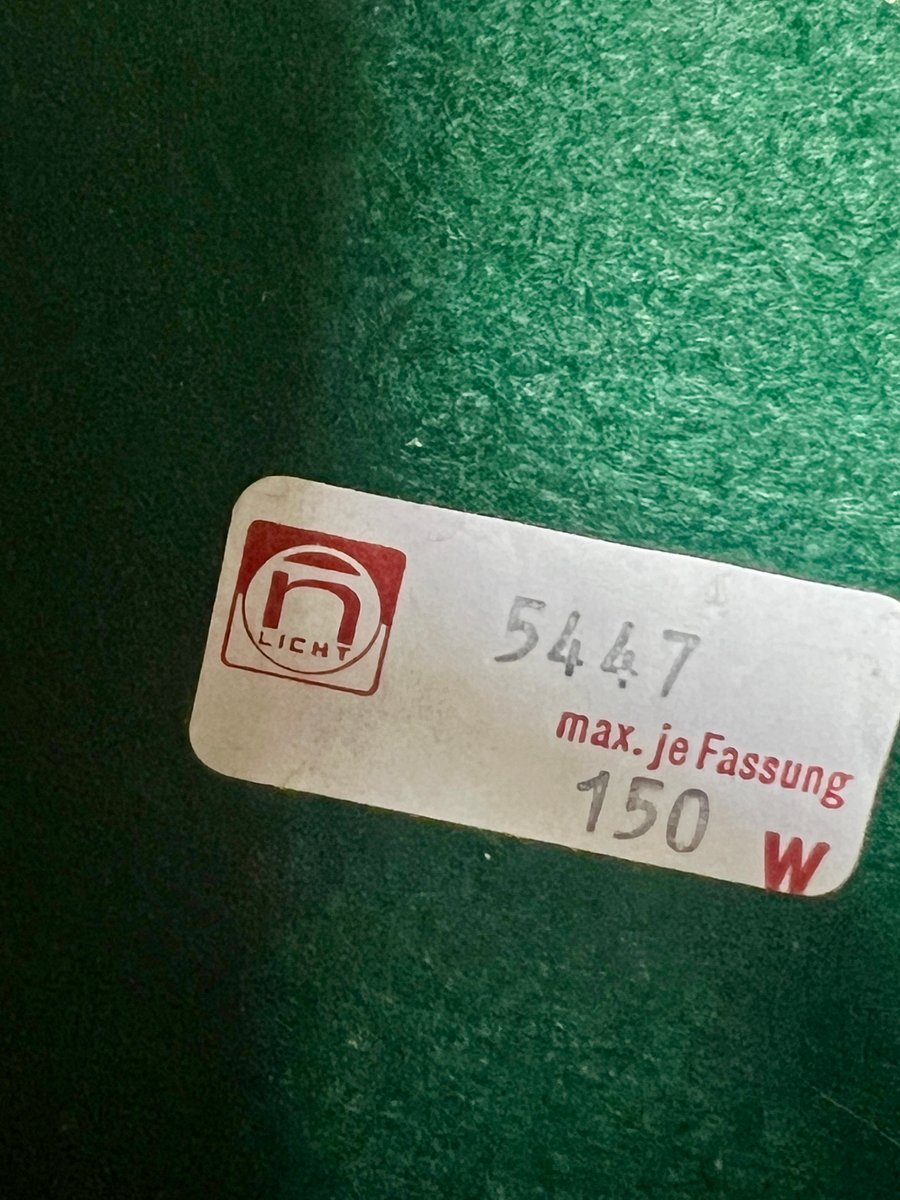 n̄
LICHT
5447
max. je Fassung
150
W